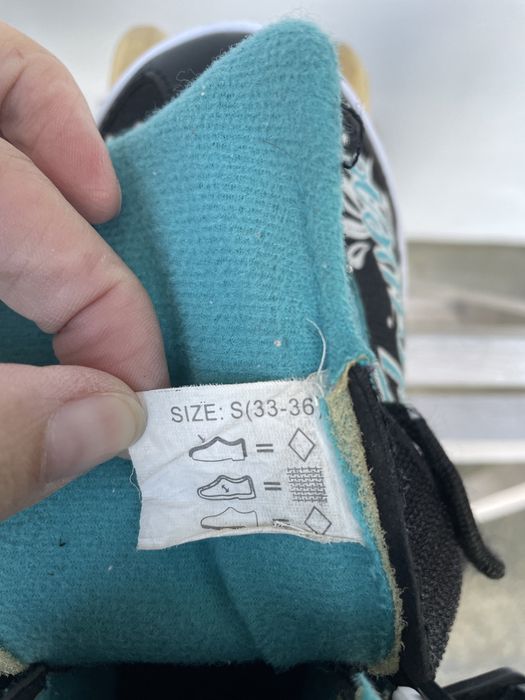 SIZE: S(33-36)
=
=
=